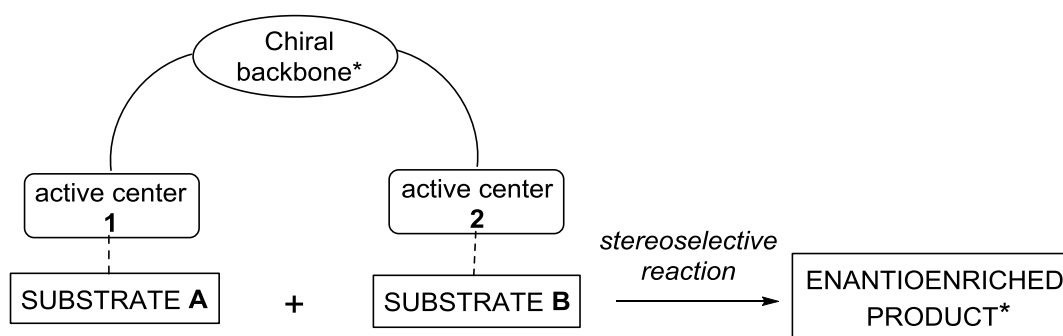 Chiral
backbone*
active center
1
active center
2
SUBSTRATE A
+
SUBSTRATE B
stereoselective
reaction
ENANTIOENRICHED
PRODUCT*